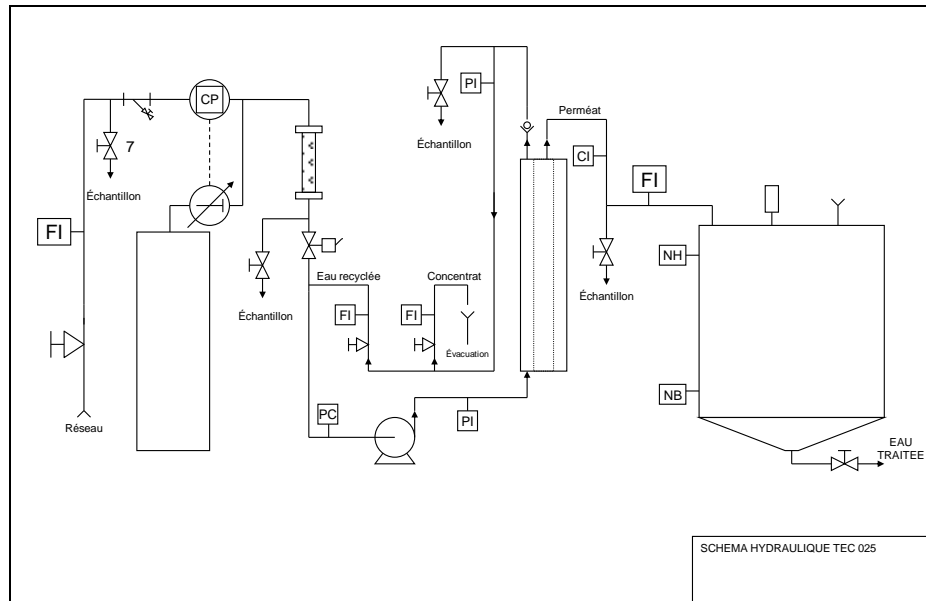 CP
7
Échantillon
FI
Réseau
Échantillon
Eau recyclée
FI
Concentrat
FI
Évacuation
PC
PI
Échantillon
PI
Perméat
CI
FI
Échantillon
NH
NB
EAU
TRAITEE
SCHEMA HYDRAULIQUE TEC 025